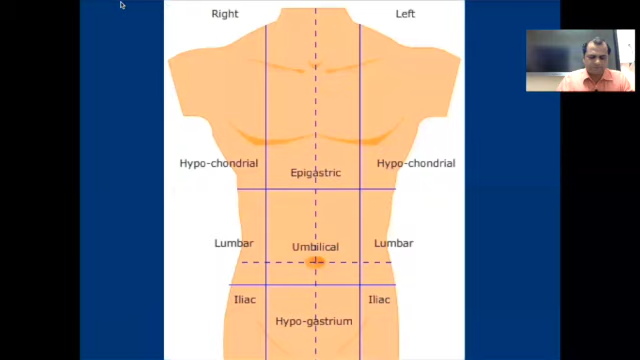 Right
Left
Hypo-chondrial
Epigastric
Hypo-chondrial
Lumbar
Umbilical
Lumbar
Iliac
Iliac
Hypo-gastrium